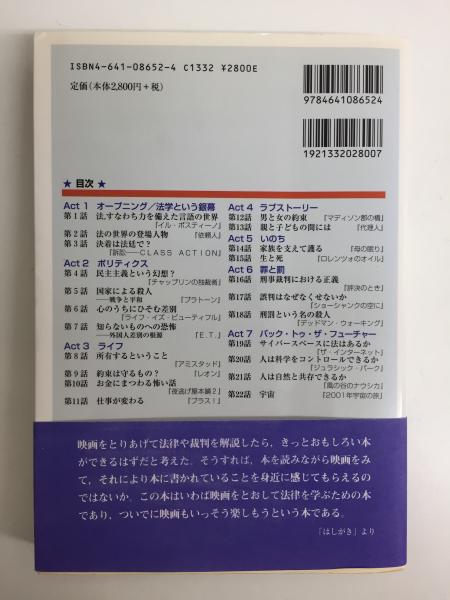 ISBN4-641-08652-4 C1332 ¥2800E
定価(本体2,800円+税)
9784641086524
1921332028007
★ 目次
Act 1 オープニング/法学という銀幕
第1話 法,すなわち力を備えた言語の世界
『イル・ポスティーノ』
第2話 法の世界の登場人物 『依頼人』
第3話 決着は法廷で?
『訴訟——CLASS ACTION』
Act 2 ポリティクス
第4話 民主主義という幻想?
『チャップリンの独裁者』
第5話 国家による殺人
——戦争と平和 『プラトーン』
第6話 心のうちにひそむ差別
『ライフ・イズ・ビューティフル』
第7話 知らないものへの恐怖
——外国人差別の根源 『E.T.』
Act 3 ライフ
第8話 所有するということ
『アミスタッド』
第9話 約束は守るもの? 『レオン』
第10話 お金にまつわる怖い話
『夜逃げ屋本舗2』
第11話 仕事が変わる 『ブラス!』
Act 4 ラブストーリー
第12話 男と女の約束 『マディソン郡の橋』
第13話 親と子どもの間には 『代理人』
Act 5 いのち
第14話 家族を支えて護る 『母の眠り』
第15話 生と死 『ロレンツォのオイル』
Act 6 罪と罰
第16話 刑事裁判における正義
『評決のとき』
第17話 誤判はなぜなくせないか
『ショーシャンクの空に』
第18話 刑罰という名の殺人
『デッドマン・ウォーキング』
Act 7 バック・トゥ・ザ・フューチャー
第19話 サイバースペースに法はあるか
『ザ・インターネット』
第20話 人は科学をコントロールできるか
『ジュラシック・パーク』
第21話 人は自然と共存できるか
『風の谷のナウシカ』
第22話 宇宙 『2001年宇宙の旅』
映画をとりあげて法律や裁判を解説したら、きっとおもしろい本
ができるはずだと考えた。そうすれば、本を読みながら映画をみ
て、それにより本に書かれていることを身近に感じてもらえるの
ではないか。この本はいわば映画をとおして法律を学ぶための本
であり、ついでに映画もいっそう楽しもうという本である。
「はしがき」より